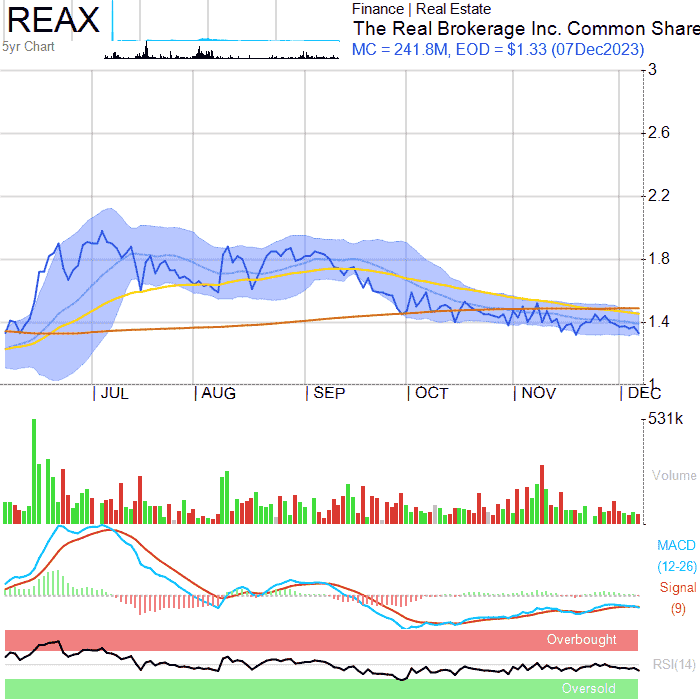 REAX
5yr Chart
Finance | Real Estate
The Real Brokerage Inc. Common Share
MC = 241.8M, EOD = $1.33 (07Dec2023)
3
2.6
2.2
1.8
1.4
1
JUL
AUG
SEP
OCT
NOV
DEC
531k
Volume
MACD
(12-26)
Signal
(9)
Overbought
RSI(14)
Oversold